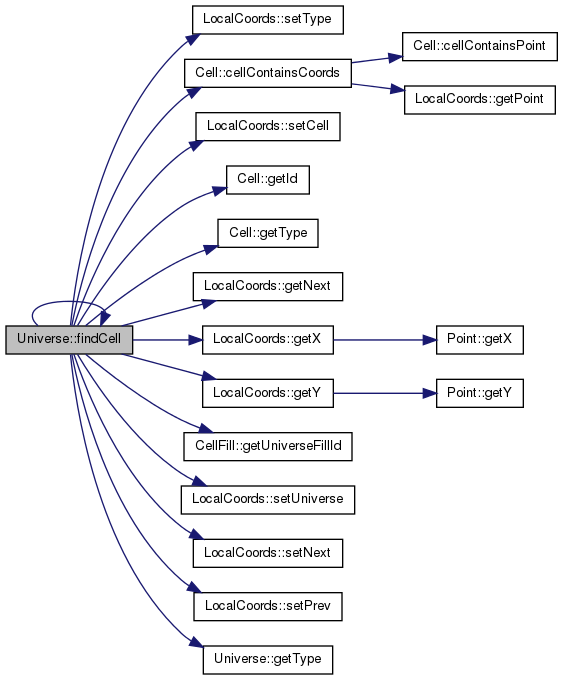 LocalCoords::setType
Cell::cellContainsPoint
Cell::cellContainsCoords
LocalCoords::getPoint
LocalCoords::setCell
Cell::getId
Cell::getType
LocalCoords::getNext
Universe::findCell
LocalCoords::getX
Point::getX
LocalCoords::getY
Point::getY
CellFill::getUniverseFillId
LocalCoords::setUniverse
LocalCoords::setNext
LocalCoords::setPrev
Universe::getType